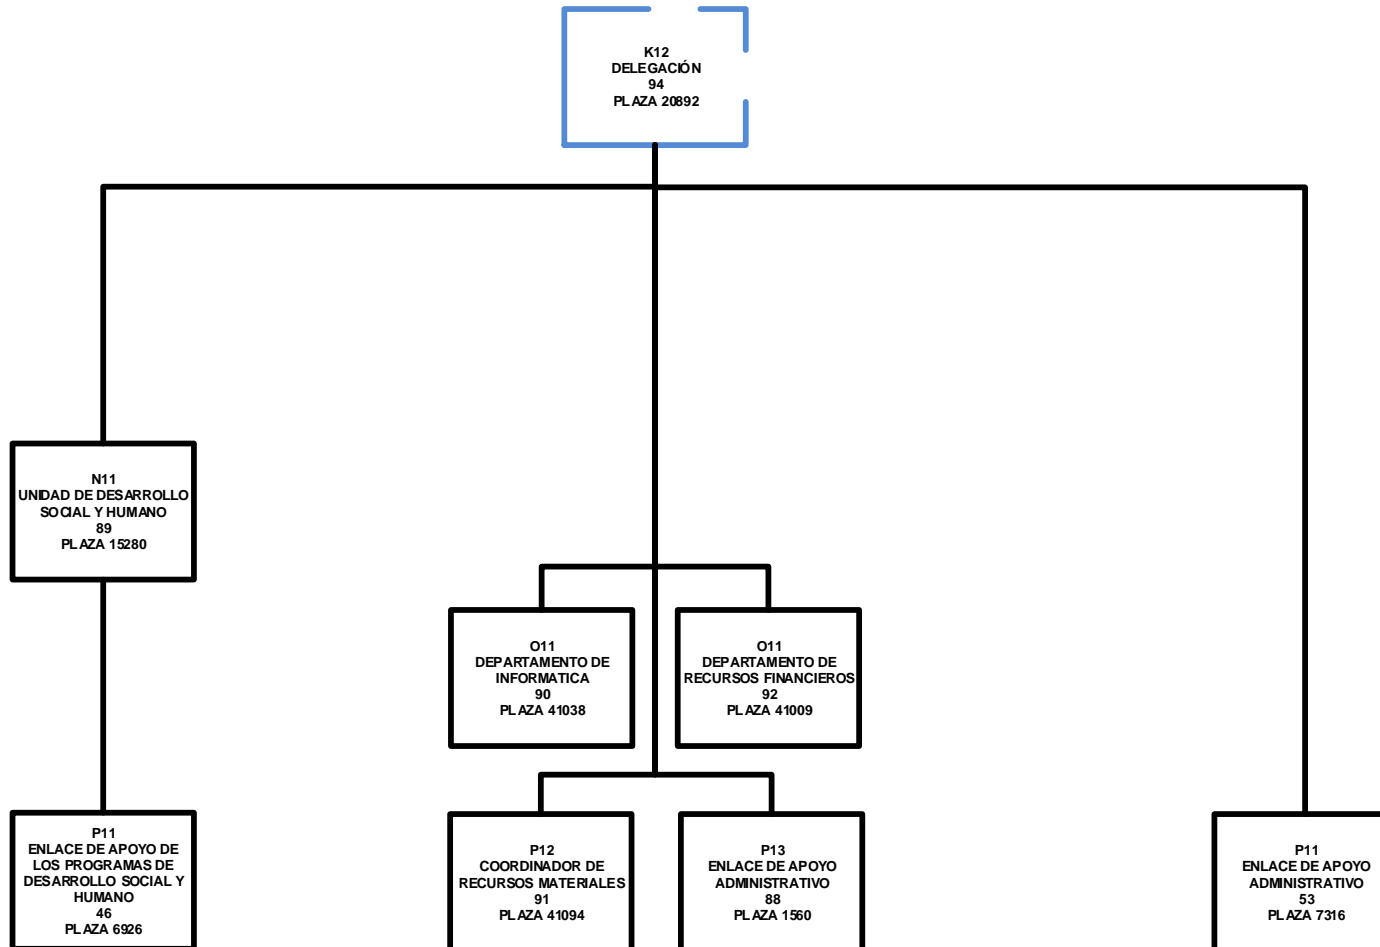 K12
DELEGACIÓN
94
PLAZA 20892
N11
UNIDAD DE DESARROLLO
SOCIAL Y HUMANO
89
PLAZA 15280
O11
DEPARTAMENTO DE
INFORMATICA
90
PLAZA 41038
O11
DEPARTAMENTO DE
RECURSOS FINANCIEROS
92
PLAZA 41009
P11
ENLACE DE APOYO DE
LOS PROGRAMAS DE
DESARROLLO SOCIAL Y
HUMANO
46
PLAZA 6926
P12
COORDINADOR DE
RECURSOS MATERIALES
91
PLAZA 41094
P13
ENLACE DE APOYO
ADMINISTRATIVO
88
PLAZA 1560
P11
ENLACE DE APOYO
ADMINISTRATIVO
53
PLAZA 7316